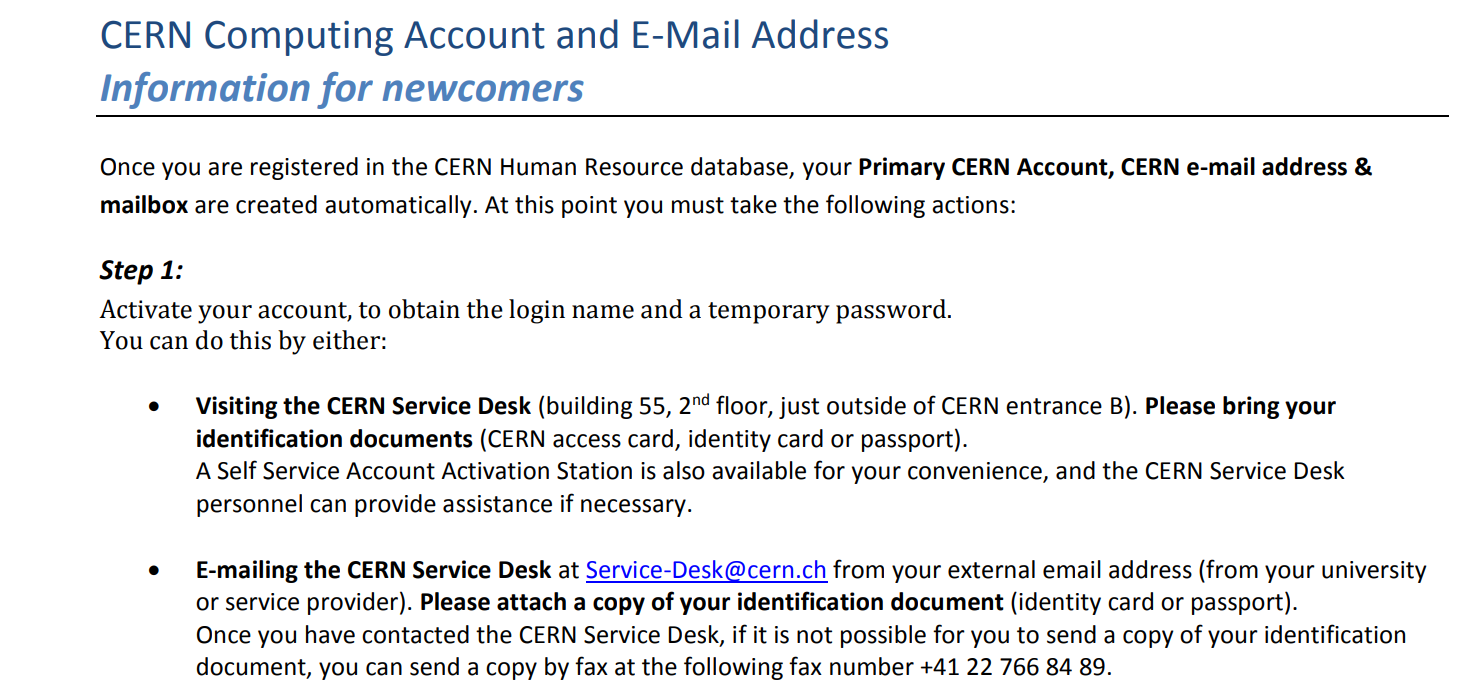 CERN Computing Account and E-Mail Address
Information for newcomers
Once you are registered in the CERN Human Resource database, your Primary CERN Account, CERN e-mail address &
mailbox are created automatically. At this point you must take the following actions:
Step 1:
Activate your account, to obtain the login name and a temporary password.
You can do this by either:
• Visiting the CERN Service Desk (building 55, 2nd floor, just outside of CERN entrance B). Please bring your
identification documents (CERN access card, identity card or passport).
A Self Service Account Activation Station is also available for your convenience, and the CERN Service Desk
personnel can provide assistance if necessary.
• E-mailing the CERN Service Desk at Service-Desk@cern.ch from your external email address (from your university
or service provider). Please attach a copy of your identification document (identity card or passport).
Once you have contacted the CERN Service Desk, if it is not possible for you to send a copy of your identification
document, you can send a copy by fax at the following fax number +41 22 766 84 89.